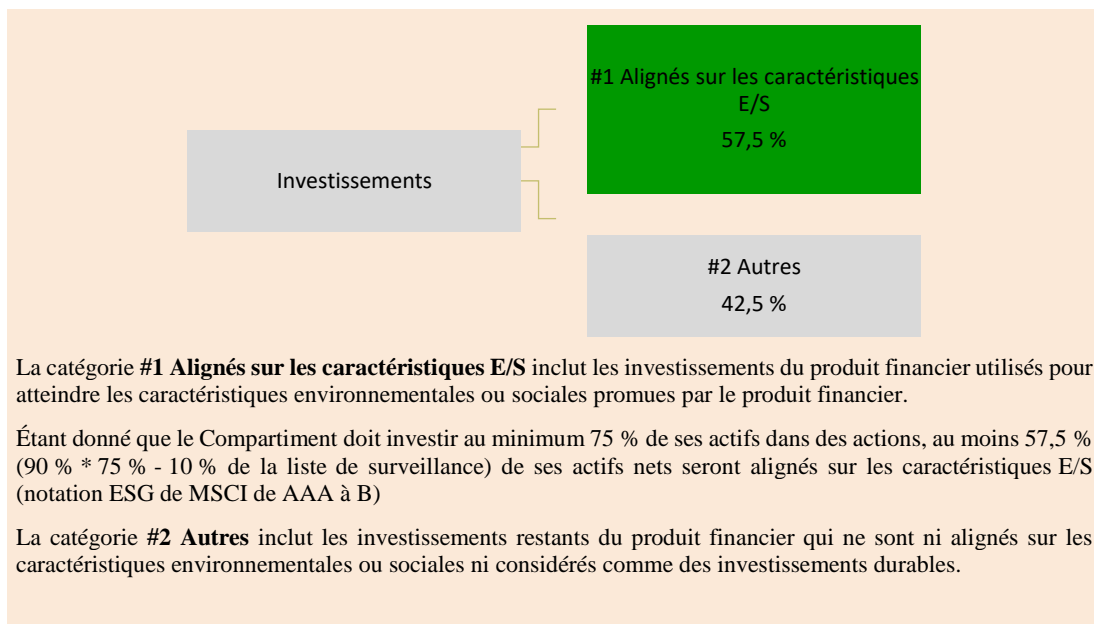 #1 Alignés sur les caractéristiques
E/S
57,5 %
Investissements
#2 Autres
42,5 %
La catégorie #1 Alignés sur les caractéristiques E/S inclut les investissements du produit financier utilisés pour
atteindre les caractéristiques environnementales ou sociales promues par le produit financier.
Étant donné que le Compartiment doit investir au minimum 75 % de ses actifs dans des actions, au moins 57,5 %
(90 % * 75 % - 10 % de la liste de surveillance) de ses actifs nets seront alignés sur les caractéristiques E/S
(notation ESG de MSCI de AAA à B)
La catégorie #2 Autres inclut les investissements restants du produit financier qui ne sont ni alignés sur les
caractéristiques environnementales ou sociales ni considérés comme des investissements durables.